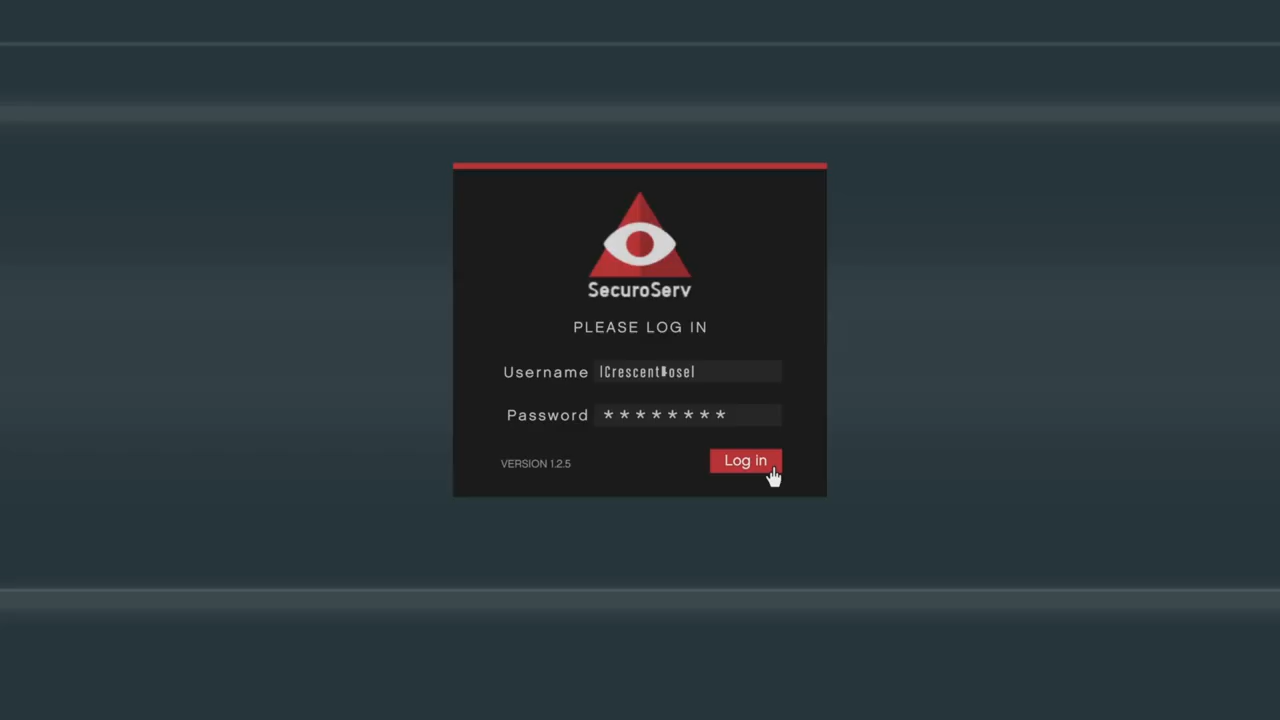 SecuroServ
PLEASE LOG IN
Username
Password ********
VERSION 1.2.5
Log in